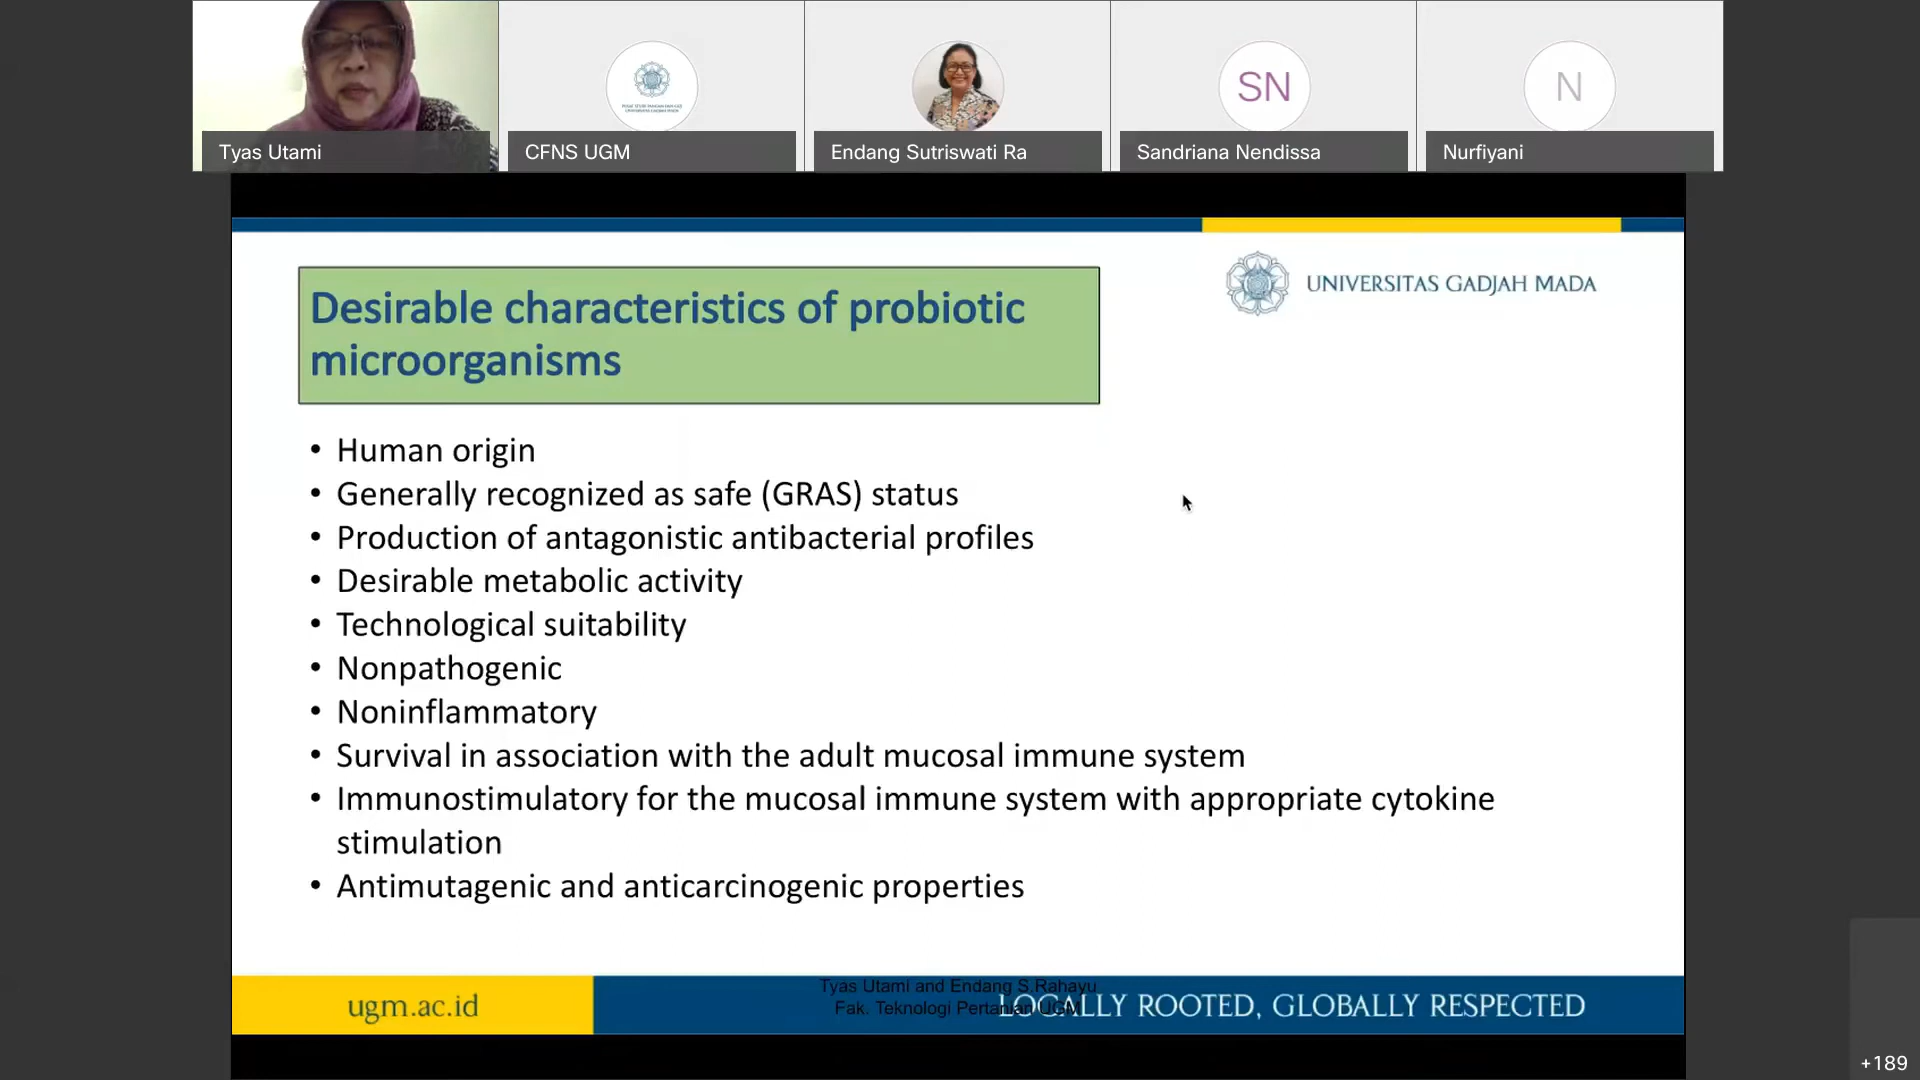 Tyas Utami
CFNS UGM
Endang Sutriswati Ra
SN
Sandriana Nendissa
N
Nurfiyani
UNIVERSITAS GADJAH MADA
Desirable characteristics of probiotic
microorganisms
• Human origin
• Generally recognized as safe (GRAS) status
• Production of antagonistic antibacterial profiles
• Desirable metabolic activity
• Technological suitability
• Nonpathogenic
• Noninflammatory
• Survival in association with the adult mucosal immune system
• Immunostimulatory for the mucosal immune system with appropriate cytokine
stimulation
• Antimutagenic and anticarcinogenic properties
ugm.ac.id
Tyas Utami and Endang S.Rahayu
Fak. Teknologi Pertanian UGM
LOCALLY ROOTED, GLOBALLY RESPECTED
+189